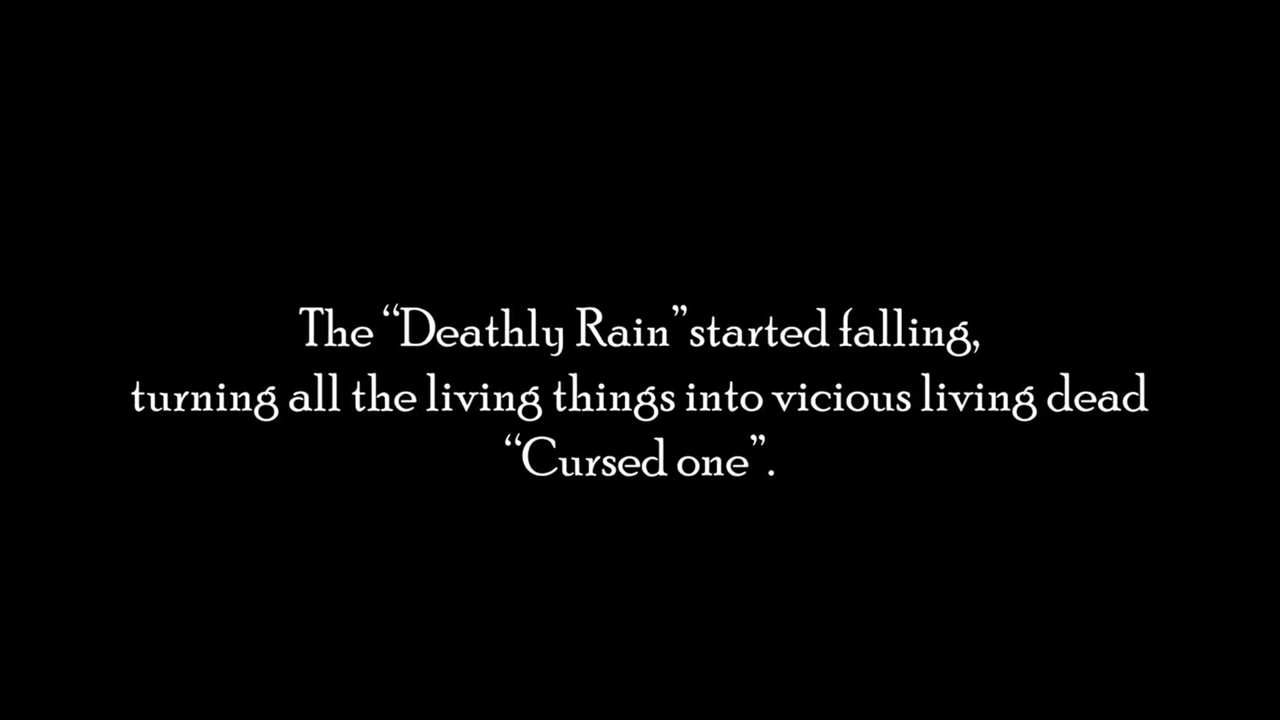 The “Deathly Rain”started falling,
turning all the living things into vicious living dead
“Cursed one”.